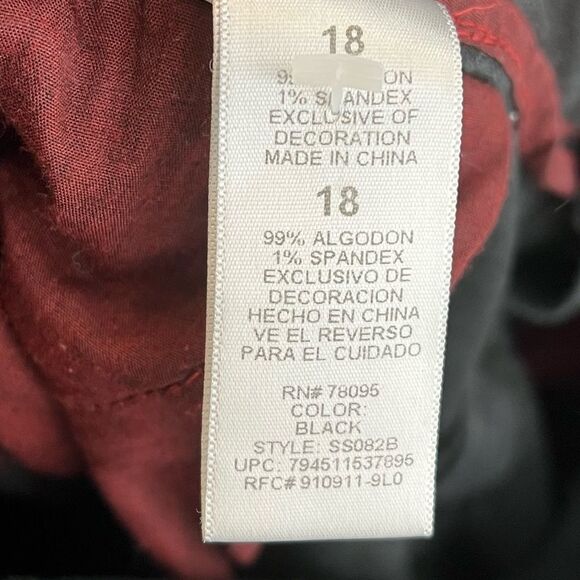 18
1% SPANDEX
EXCLUSIVE OF
DECORATION
MADE IN CHINA
18
99% ALGODON
1% SPANDEX
EXCLUSIVO DE
DECORACION
HECHO EN CHINA
VE EL REVERSO
PARA EL CUIDADO
RN# 78095
COLOR:
BLACK
STYLE: SS082B
UPC: 794511537895
RFC# 910911-9L0